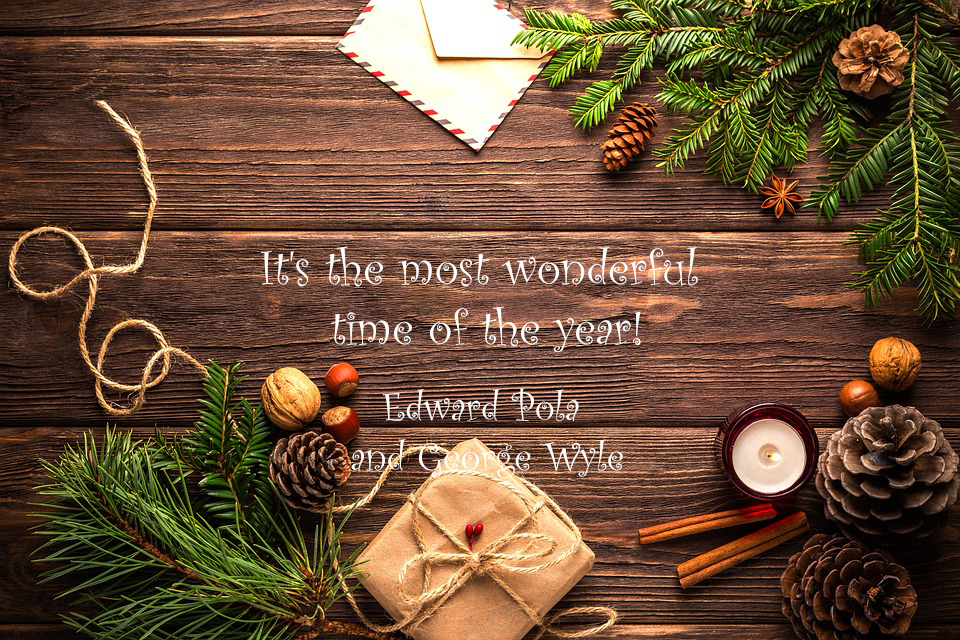 It's the most wonderful
time of the year!
Edward Pola
and George Wyle